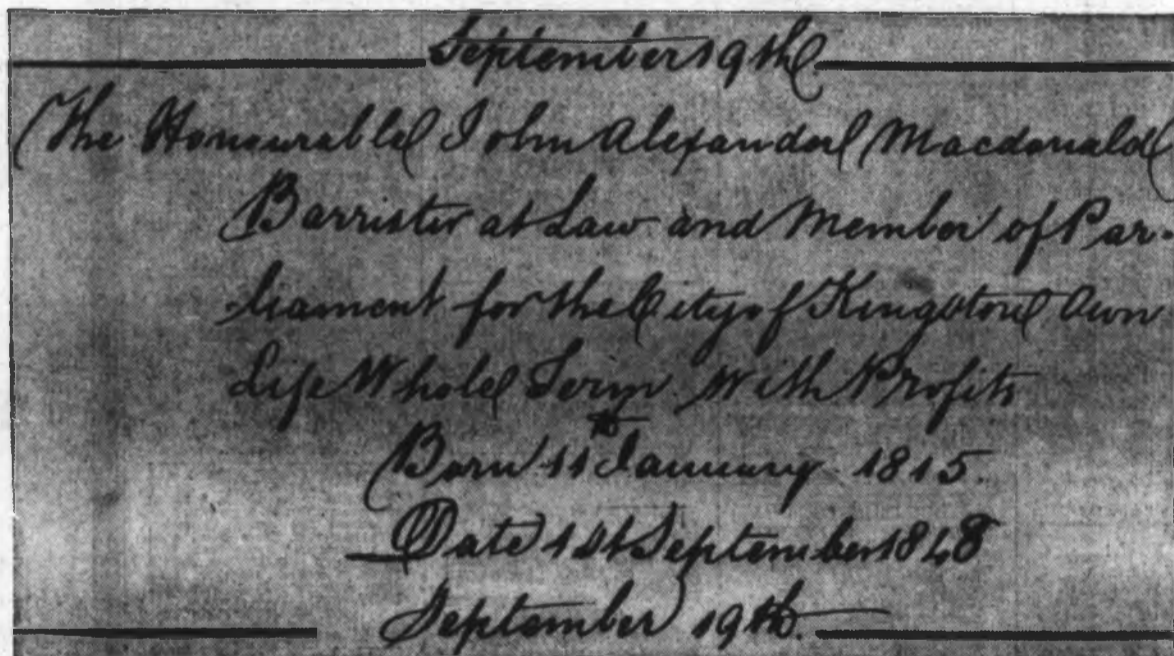 September 19th
The Honourable John Alexander Macdonald
Barrister at Law and Member of Par-
liament for the City of Kingston Own
Life Whole Term With Profits
Born 11th January 1815.
Date 1st September 1848
September 19th.